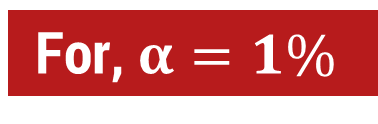 For, α = 1%